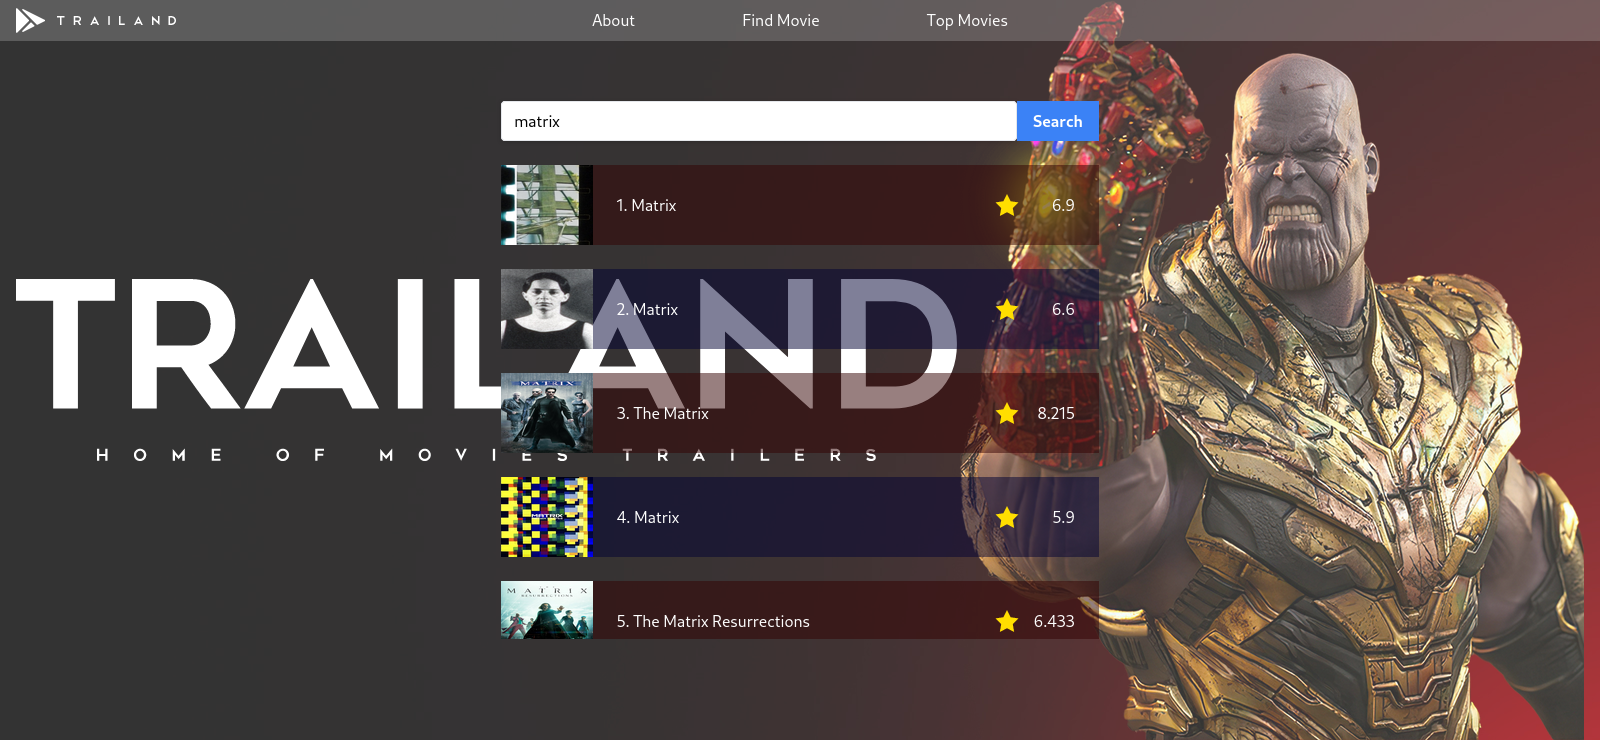 TRAILAND
About
Find Movie
Top Movies
matrix
Search
1. Matrix
6.9
2. Matrix
6.6
TRAILAND
MATRIX
3. The Matrix
8.215
HOME OF MOVIES TRAILERS
MATRIX
4. Matrix
5.9
MATRIX
RESURRECTIONS
5. The Matrix Resurrections
6.433